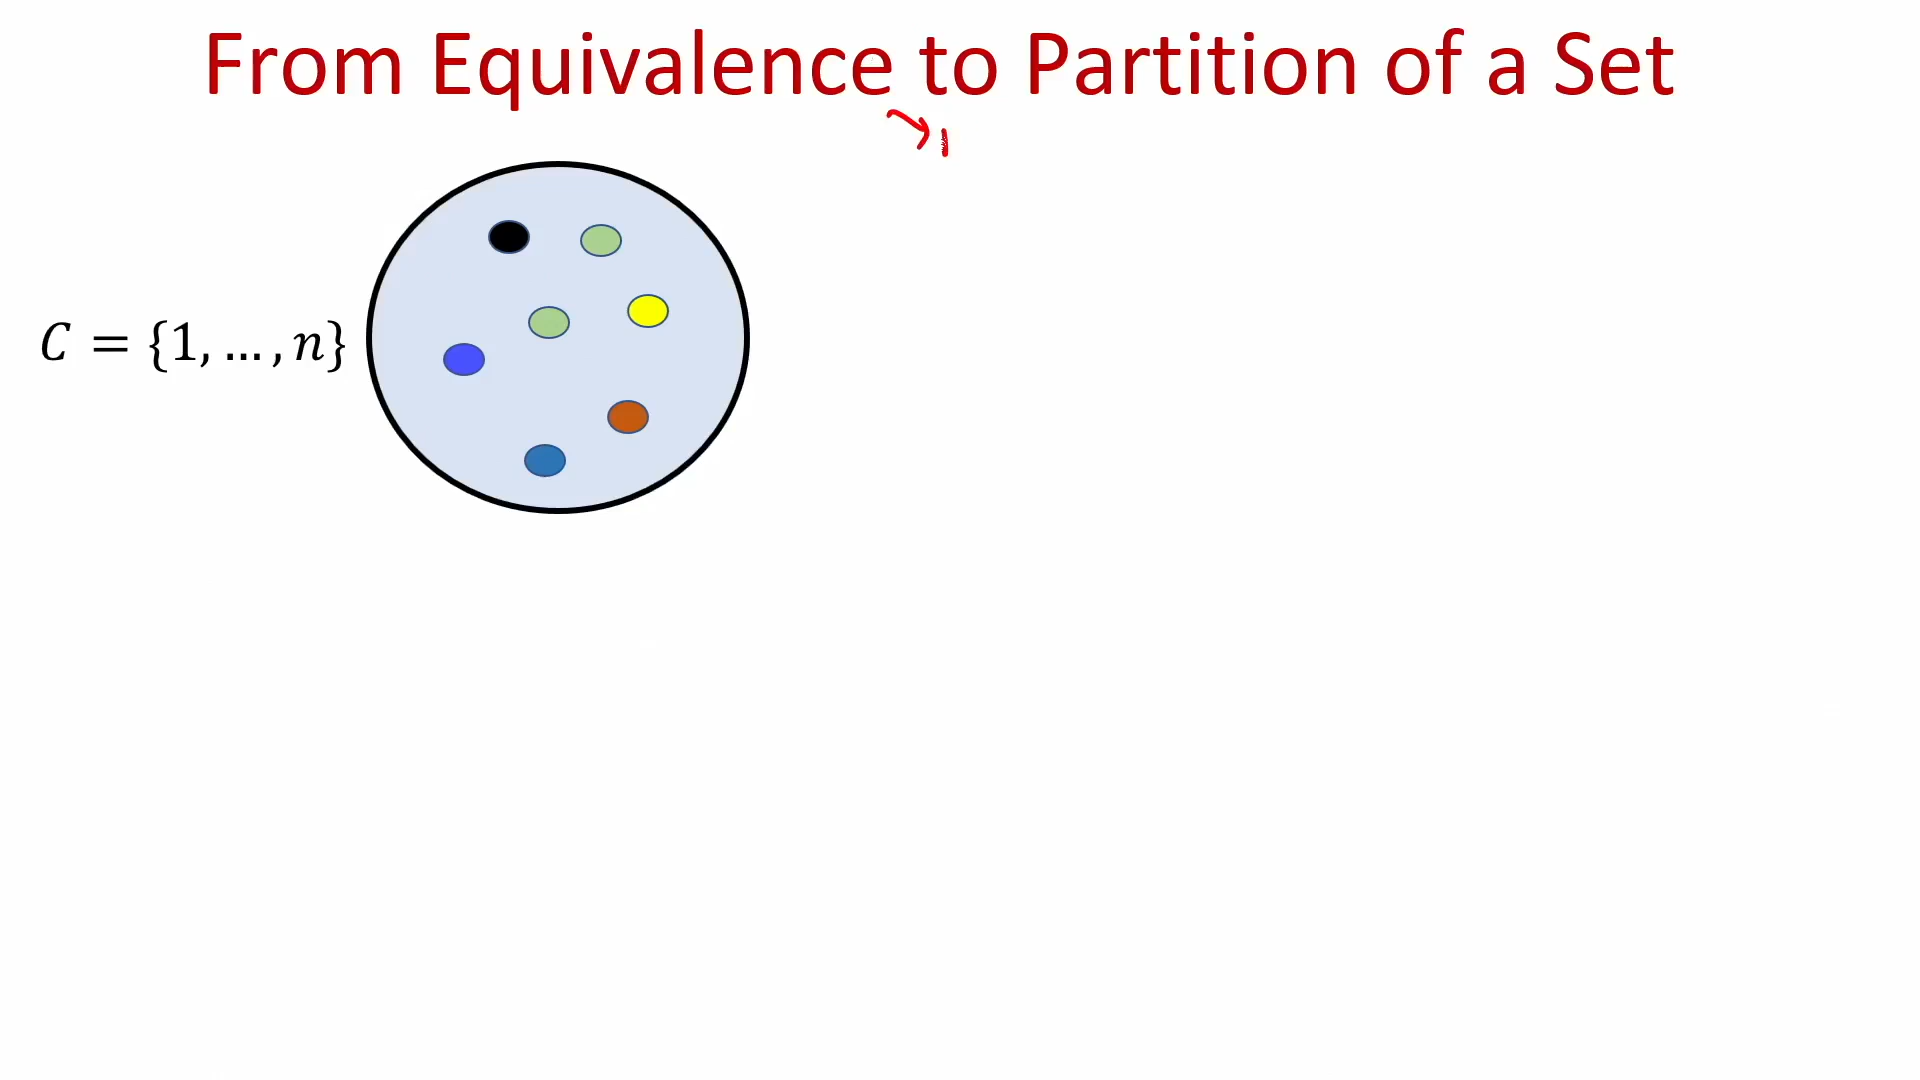 From Equivalence to Partition of a Set
C = {1, … , n}